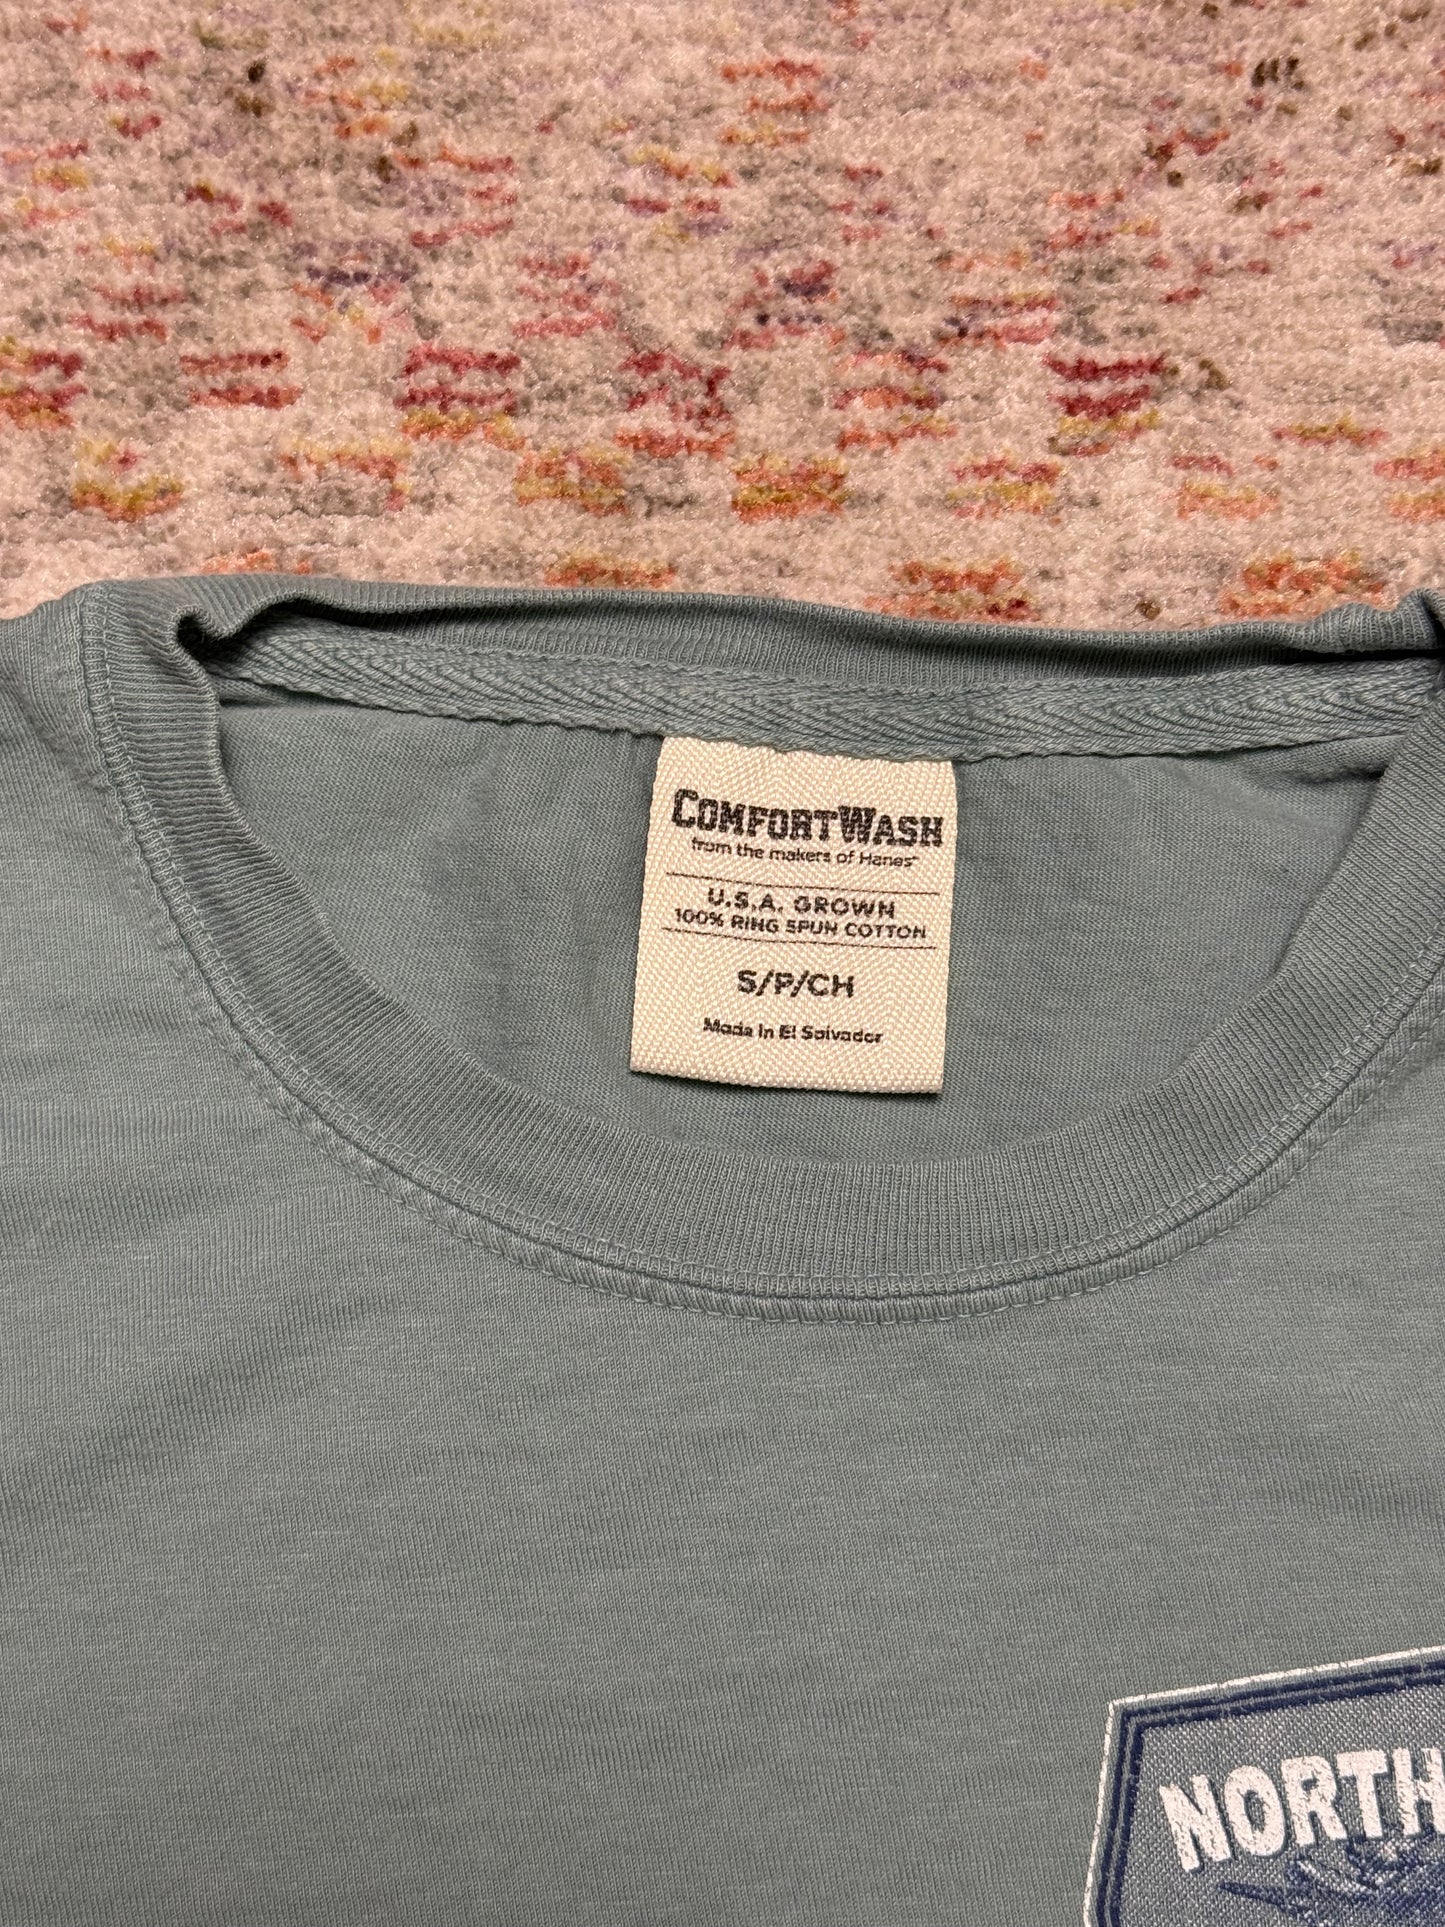 COMFORTWASH
from the makers of Hanes
U.S.A. GROWN
100% RING SPUN COTTON
S/P/CH
Made in El Salvador
NORTH